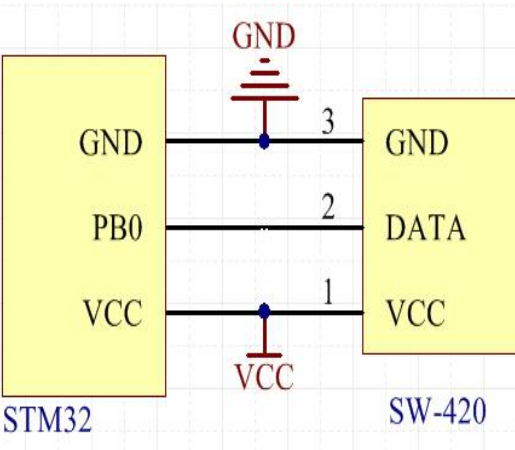 GND
GND 3 GND
PB0 2 DATA
VCC 1 VCC
VCC
STM32 SW-420